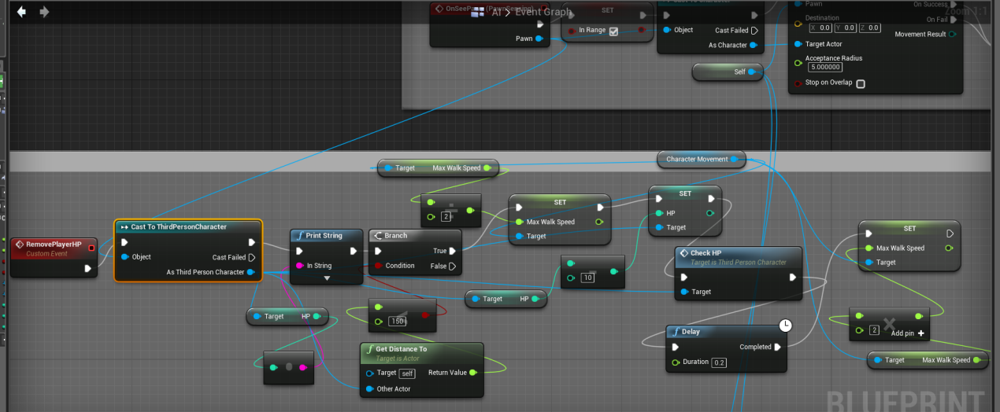 OnSeePawn (PawnSensing)
AI > Event Graph
Zoom 1:1
Pawn
SET
In Range
Cast To Character
Object
Cast Failed
As Character
Self
Pawn
On Success
On Fail
Destination
X 0.0 Y 0.0 Z 0.0
Movement Result
Target Actor
Acceptance Radius
5.000000
Stop on Overlap
Target Max Walk Speed
Character Movement
2
SET
Max Walk Speed
Target
SET
HP
Target
RemovePlayerHP
Custom Event
Cast To ThirdPersonCharacter
Object
Cast Failed
As Third Person Character
Print String
In String
Branch
True
Condition False
10
Check HP
Target is Third Person Character
Target
SET
Max Walk Speed
Target
Target HP
Target HP
150
Get Distance To
Target is Actor
Target self Return Value
Other Actor
Delay
Completed
Duration 0.2
2
Add pin +
Target Max Walk Speed
BLUEPRINT